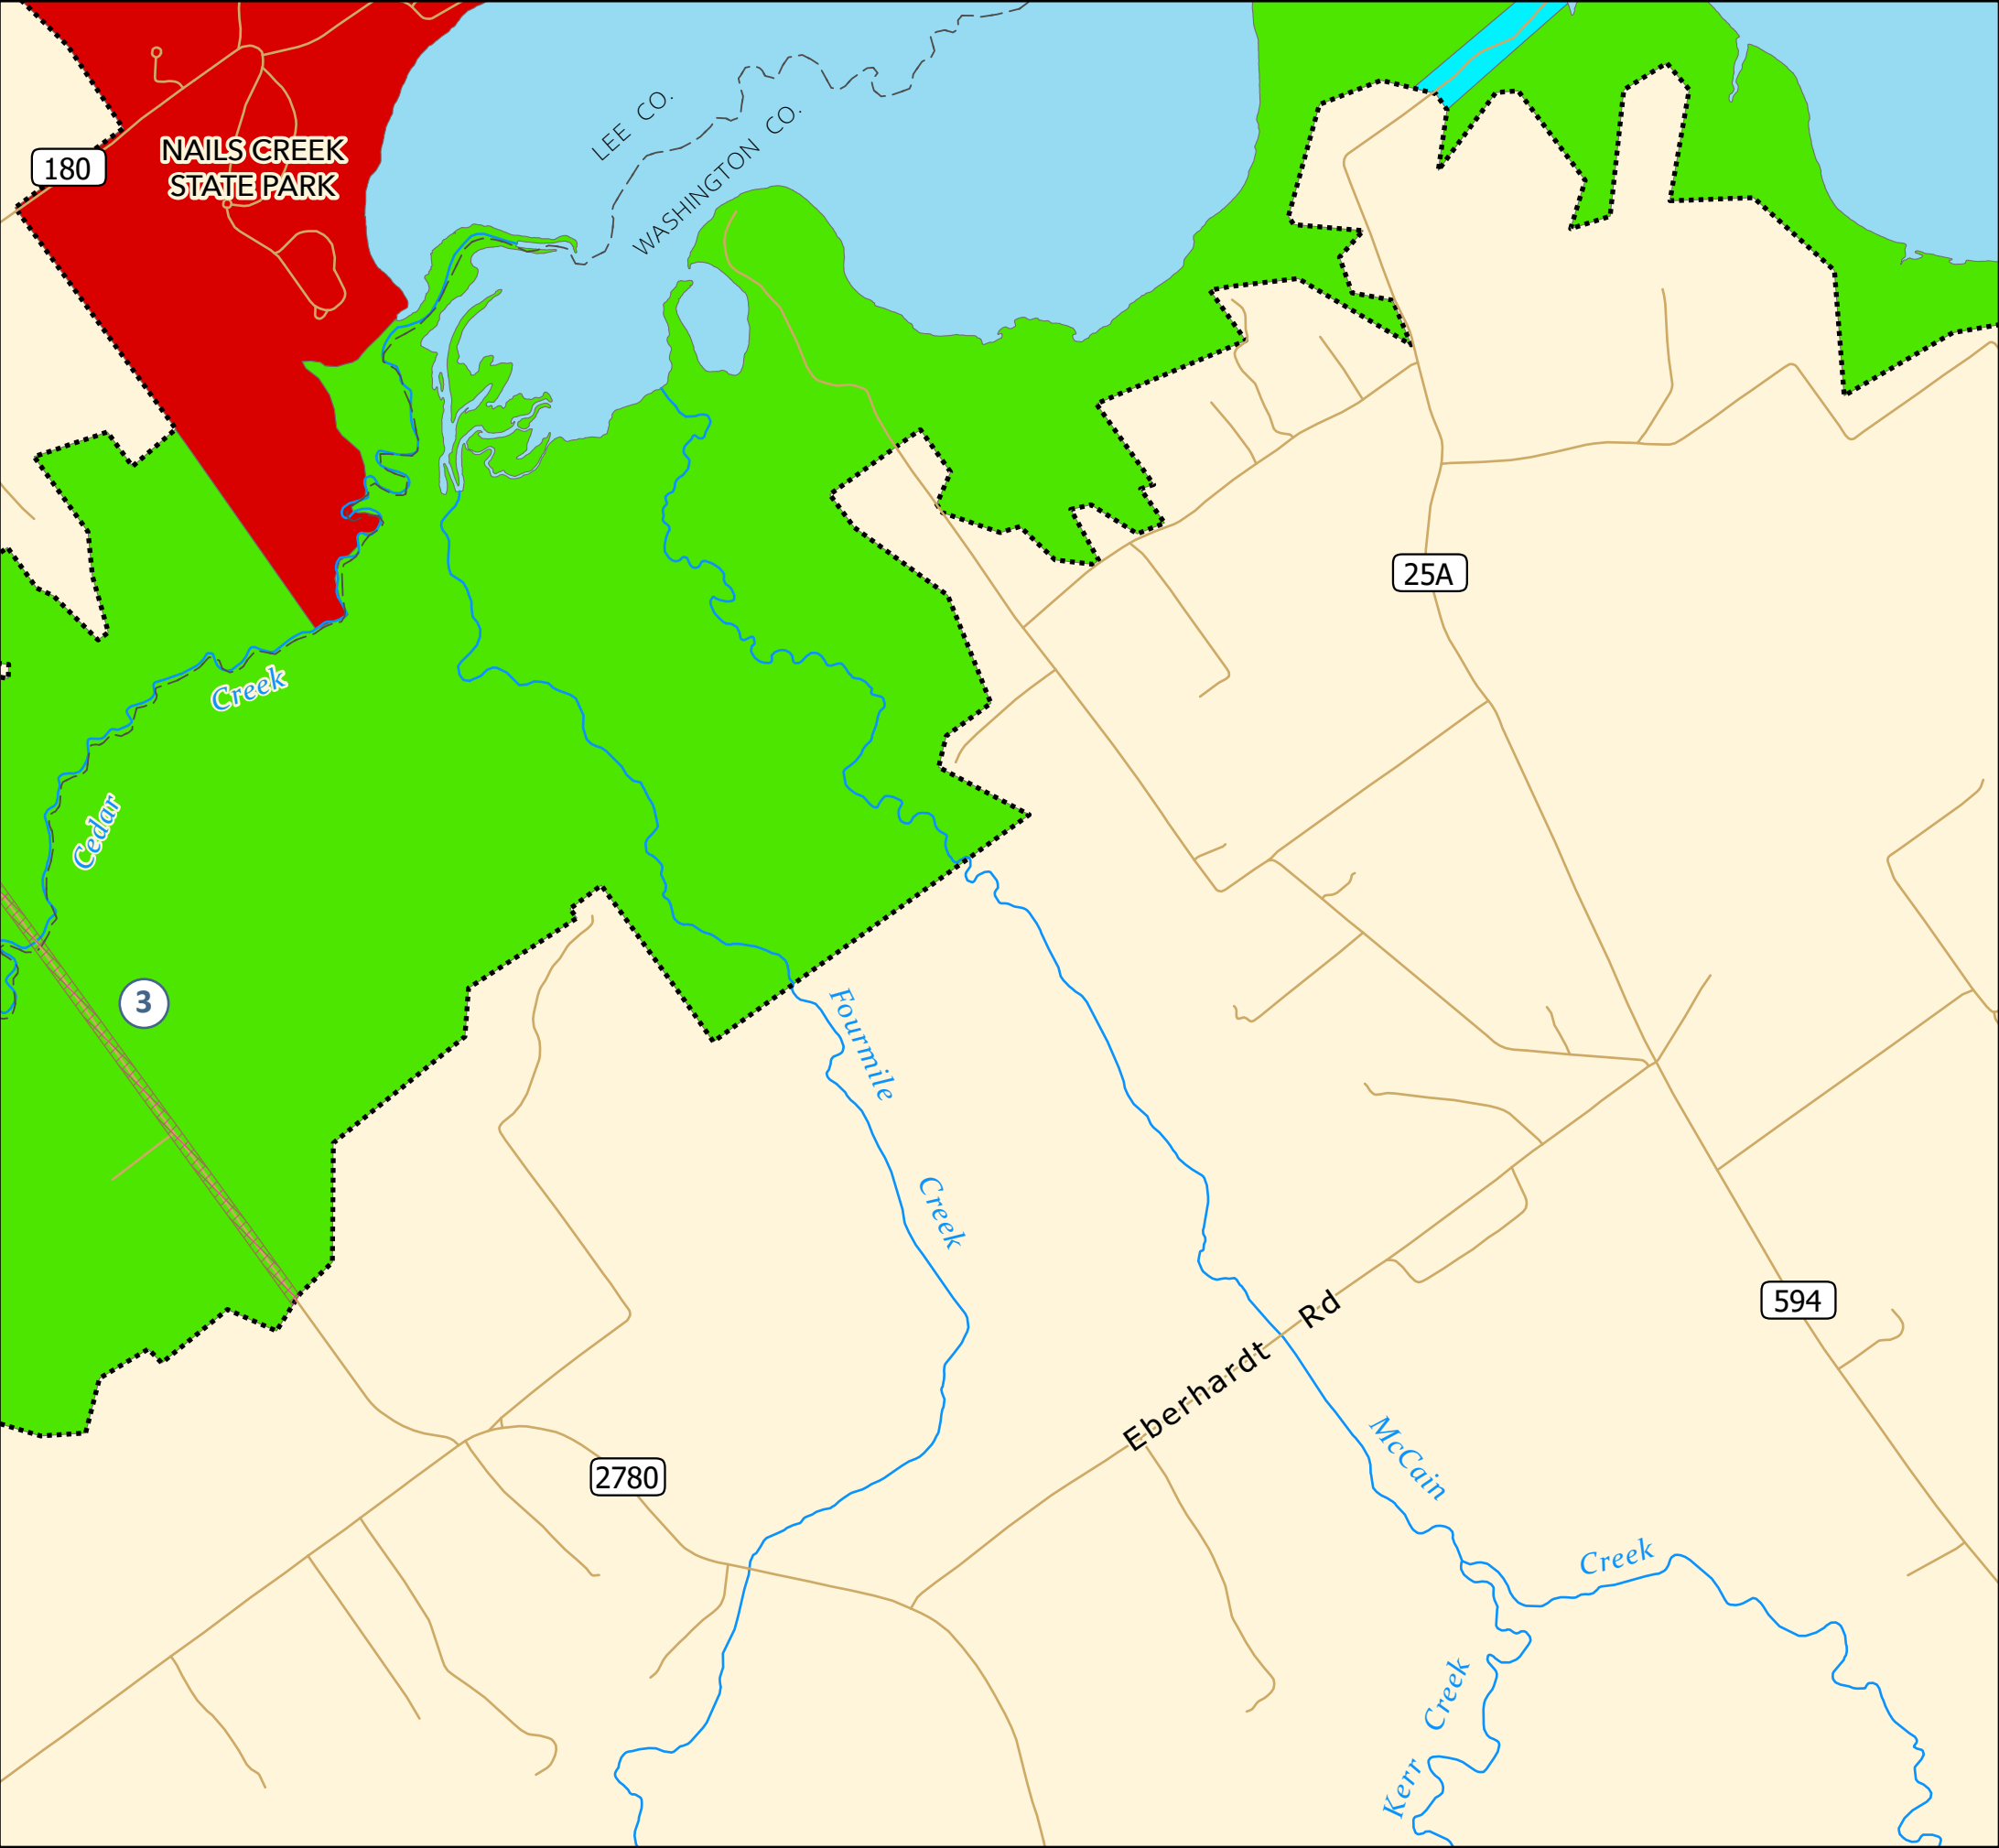 LEE CO.
WASHINGTON CO.
NAILS CREEK
STATE PARK
180
25A
Creek
Cedar
3
Fourmile
Creek
594
Eberhardt Rd
2780
McCain
Creek
Kerr Creek